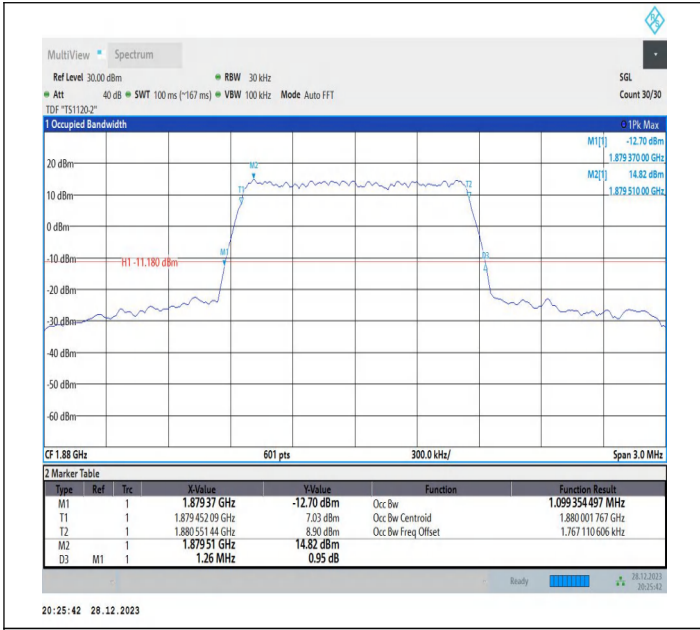 R S
MultiView Spectrum
Ref Level 30.00 dBm RBW 30 kHz SGL
Att 40 dB SWT 100 ms (~167 ms) VBW 100 kHz Mode Auto FFT Count 30/30
TDF "TS1120-2"
1 Occupied Bandwidth 1Pk Max
M1[1] -12.70 dBm
1.879 370 00 GHz
M2[1] 14.82 dBm
1.879 510 00 GHz
20 dBm
M2
T1
T2
10 dBm
0 dBm
M1
D3
-10 dBm
H1 -11.180 dBm
-20 dBm
-30 dBm
-40 dBm
-50 dBm
-60 dBm
CF 1.88 GHz 601 pts 300.0 kHz/ Span 3.0 MHz
2 Marker Table
Type Ref Trc X-Value Y-Value Function Function Result
M1 1 1.879 37 GHz -12.70 dBm Occ Bw 1.099 354 497 MHz
T1 1 1.879 452 09 GHz 7.03 dBm Occ Bw Centroid 1.880 001 767 GHz
T2 1 1.880 551 44 GHz 8.90 dBm Occ Bw Freq Offset 1.767 110 606 kHz
M2 1 1.879 51 GHz 14.82 dBm
D3 M1 1 1.26 MHz 0.95 dB
Ready 28.12.2023
20:25:42
20:25:42 28.12.2023